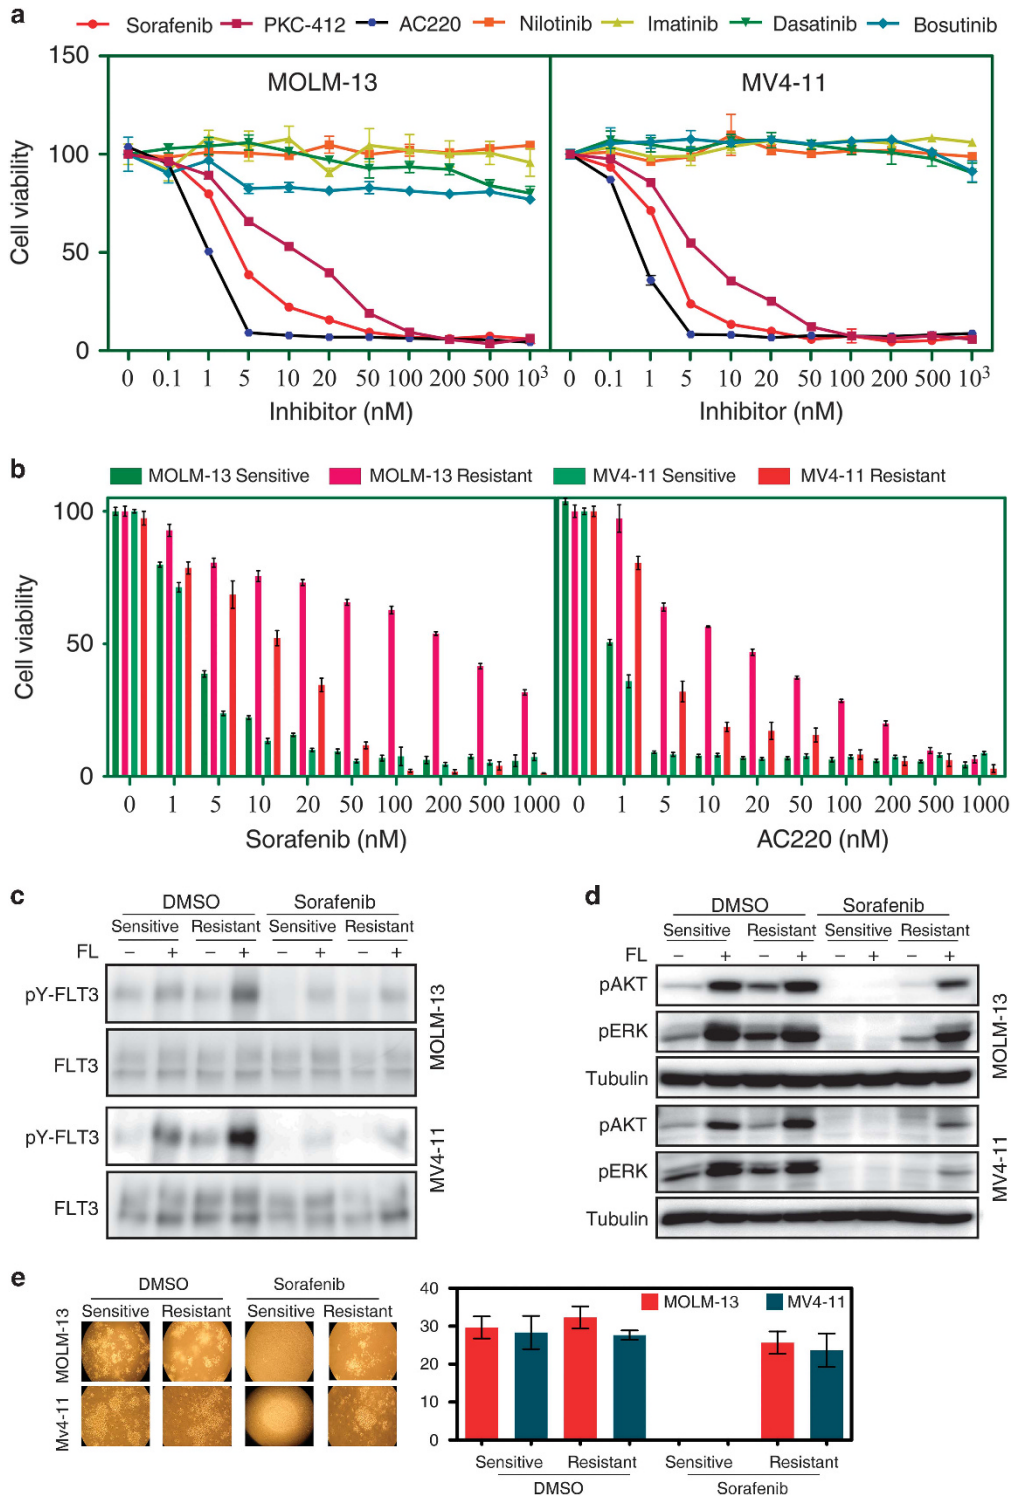 a
Sorafenib PKC-412 AC220 Nilotinib Imatinib Dasatinib Bosutinib
150
MOLM-13 MV4-11
100
Cell viability
50
0
0 0.1 1 5 10 20 50 100 200 500 10³ 0 0.1 1 5 10 20 50 100 200 500 10³
Inhibitor (nM) Inhibitor (nM)
b
MOLM-13 Sensitive MOLM-13 Resistant MV4-11 Sensitive MV4-11 Resistant
100
Cell viability
50
0
0 1 5 10 20 50 100 200 500 1000 0 1 5 10 20 50 100 200 500 1000
Sorafenib (nM) AC220 (nM)
c
DMSO Sorafenib
Sensitive Resistant Sensitive Resistant
FL – + – + – + – +
pY-FLT3
FLT3
MOLM-13
pY-FLT3
FLT3
MV4-11
d
DMSO Sorafenib
Sensitive Resistant Sensitive Resistant
FL – + – + – + – +
pAKT
pERK
Tubulin
MOLM-13
pAKT
pERK
Tubulin
MV4-11
e
DMSO Sorafenib
Sensitive Resistant Sensitive Resistant
MOLM-13
Mv4-11
40
30
20
10
0
MOLM-13 MV4-11
Sensitive Resistant Sensitive Resistant
DMSO Sorafenib